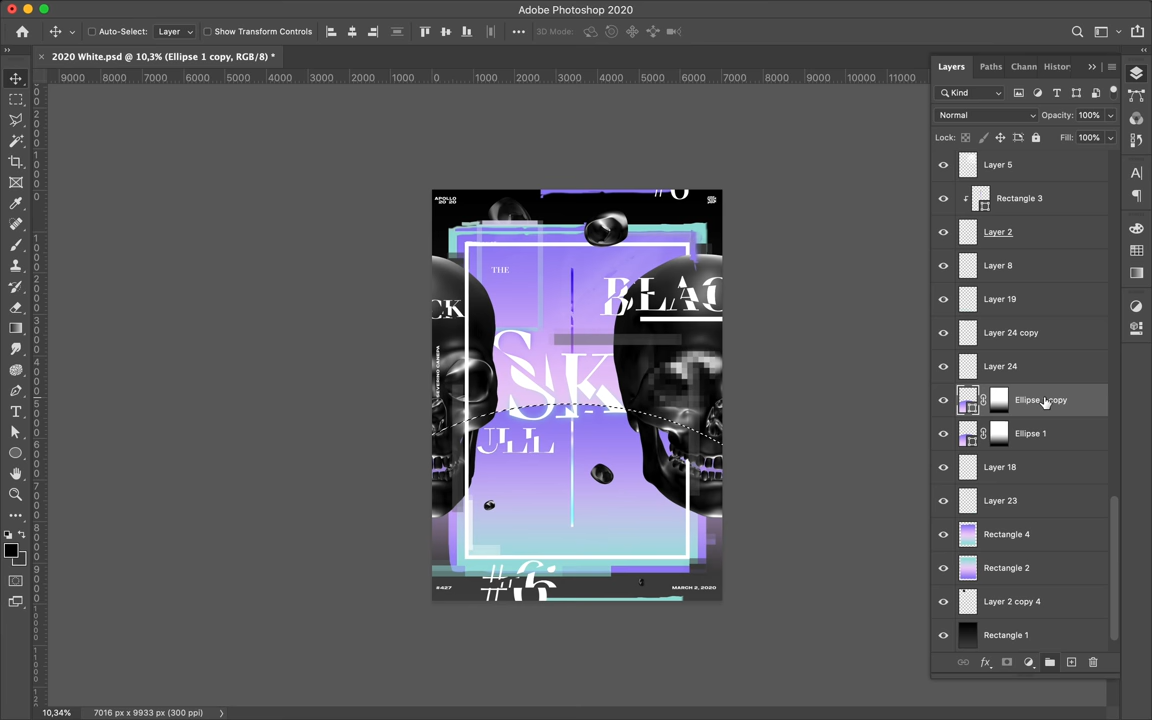 Adobe Photoshop 2020
Auto-Select: Layer Show Transform Controls 3D Mode:
2020 White.psd @ 10,3% (Ellipse 1 copy, RGB/8) *
9000 8000 7000 6000 5000 4000 3000 2000 1000 0 1000 2000 3000 4000 5000 6000 7000 8000 9000 10000 11000
Layers Paths Chann Histor
Kind
Normal Opacity: 100%
Lock: Fill: 100%
Layer 5
Rectangle 3
Layer 2
Layer 8
Layer 19
Layer 24 copy
Layer 24
Ellipse 1 copy
Ellipse 1
Layer 18
Layer 23
Rectangle 4
Rectangle 2
Layer 2 copy 4
Rectangle 1
APOLLO
20 20
#6
THE
BLAC
CK
SK
ULL
SEVERINO CANEPA
#6
#427
MARCH 2, 2020
10,34% 7016 px x 9933 px (300 ppi)